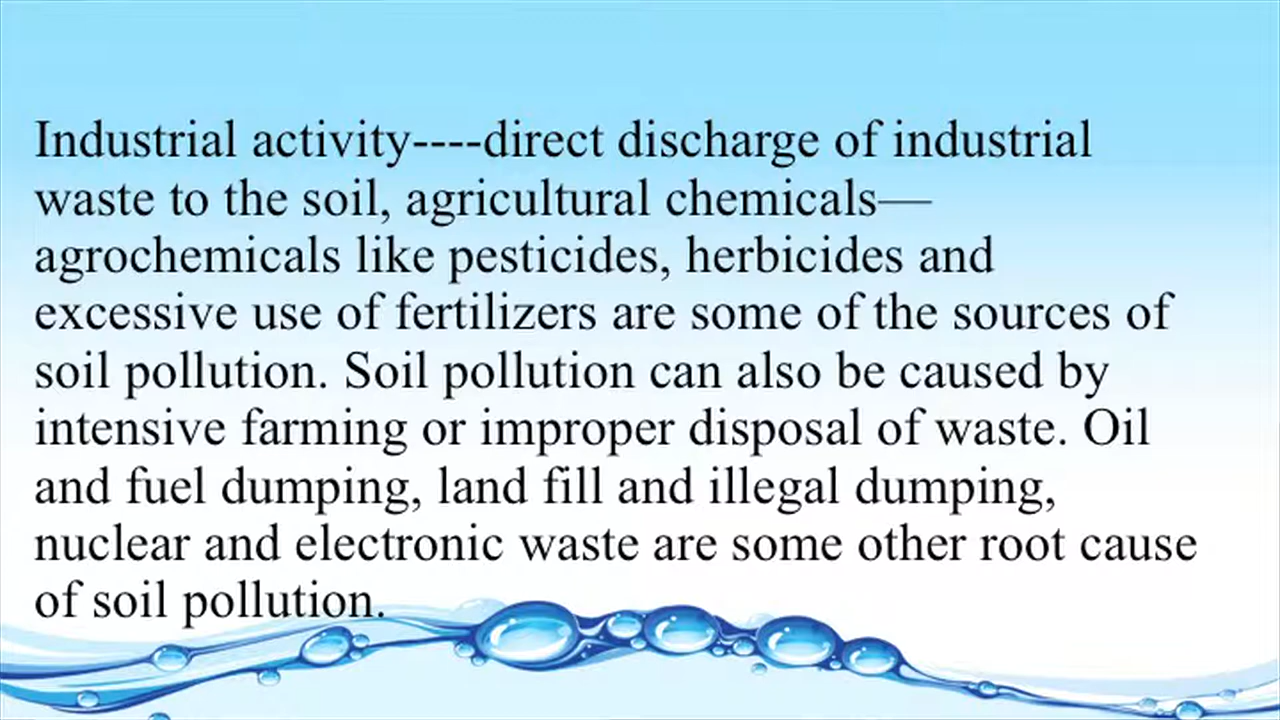 Industrial activity----direct discharge of industrial
waste to the soil, agricultural chemicals—
agrochemicals like pesticides, herbicides and
excessive use of fertilizers are some of the sources of
soil pollution. Soil pollution can also be caused by
intensive farming or improper disposal of waste. Oil
and fuel dumping, land fill and illegal dumping,
nuclear and electronic waste are some other root cause
of soil pollution.